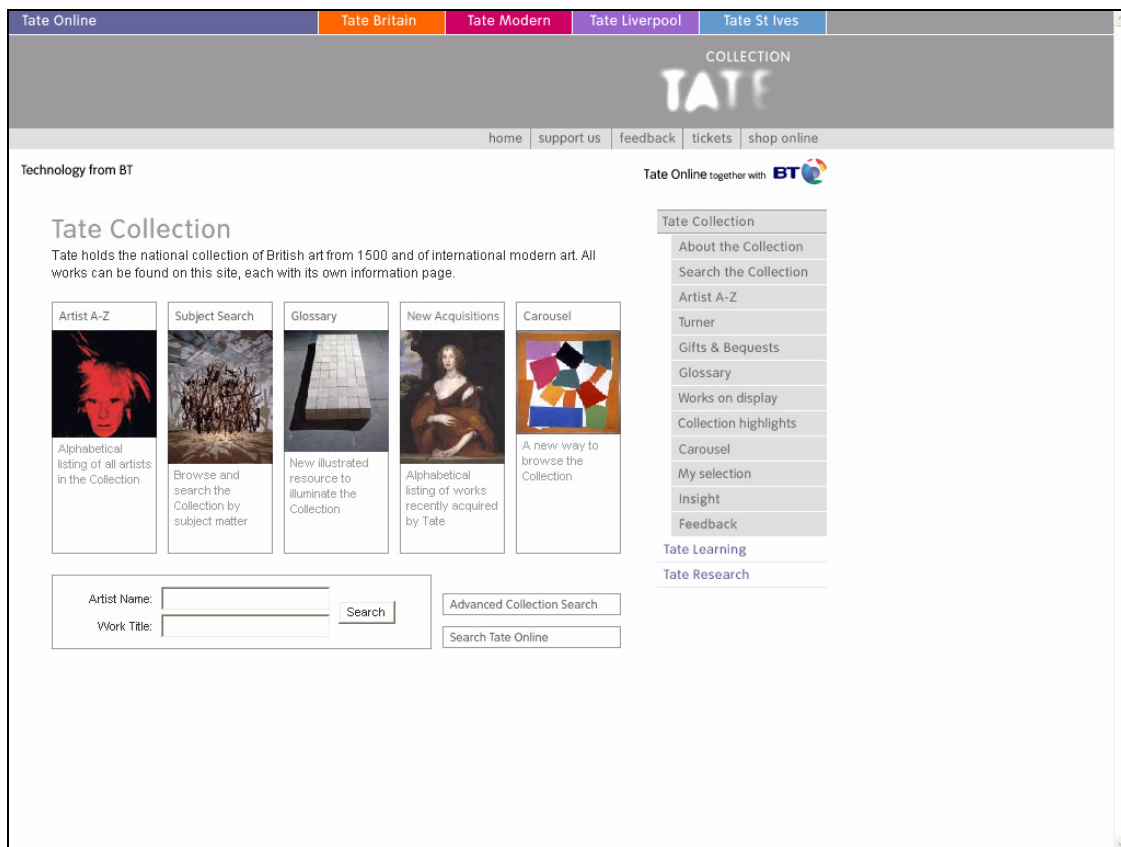 Tate Online Tate Britain Tate Modern Tate Liverpool Tate St Ives
COLLECTION
TATE
home support us feedback tickets shop online
Technology from BT
Tate Online together with BT
Tate Collection
Tate holds the national collection of British art from 1500 and of international modern art. All
works can be found on this site, each with its own information page.
Artist A-Z
Alphabetical
listing of all artists
in the Collection
Subject Search
Browse and
search the
Collection by
subject matter
Glossary
New illustrated
resource to
illuminate the
Collection
New Acquisitions
Alphabetical
listing of works
recently acquired
by Tate
Carousel
A new way to
browse the
Collection
Artist Name:
Work Title:
Search
Advanced Collection Search
Search Tate Online
Tate Collection
About the Collection
Search the Collection
Artist A-Z
Turner
Gifts & Bequests
Glossary
Works on display
Collection highlights
Carousel
My selection
Insight
Feedback
Tate Learning
Tate Research